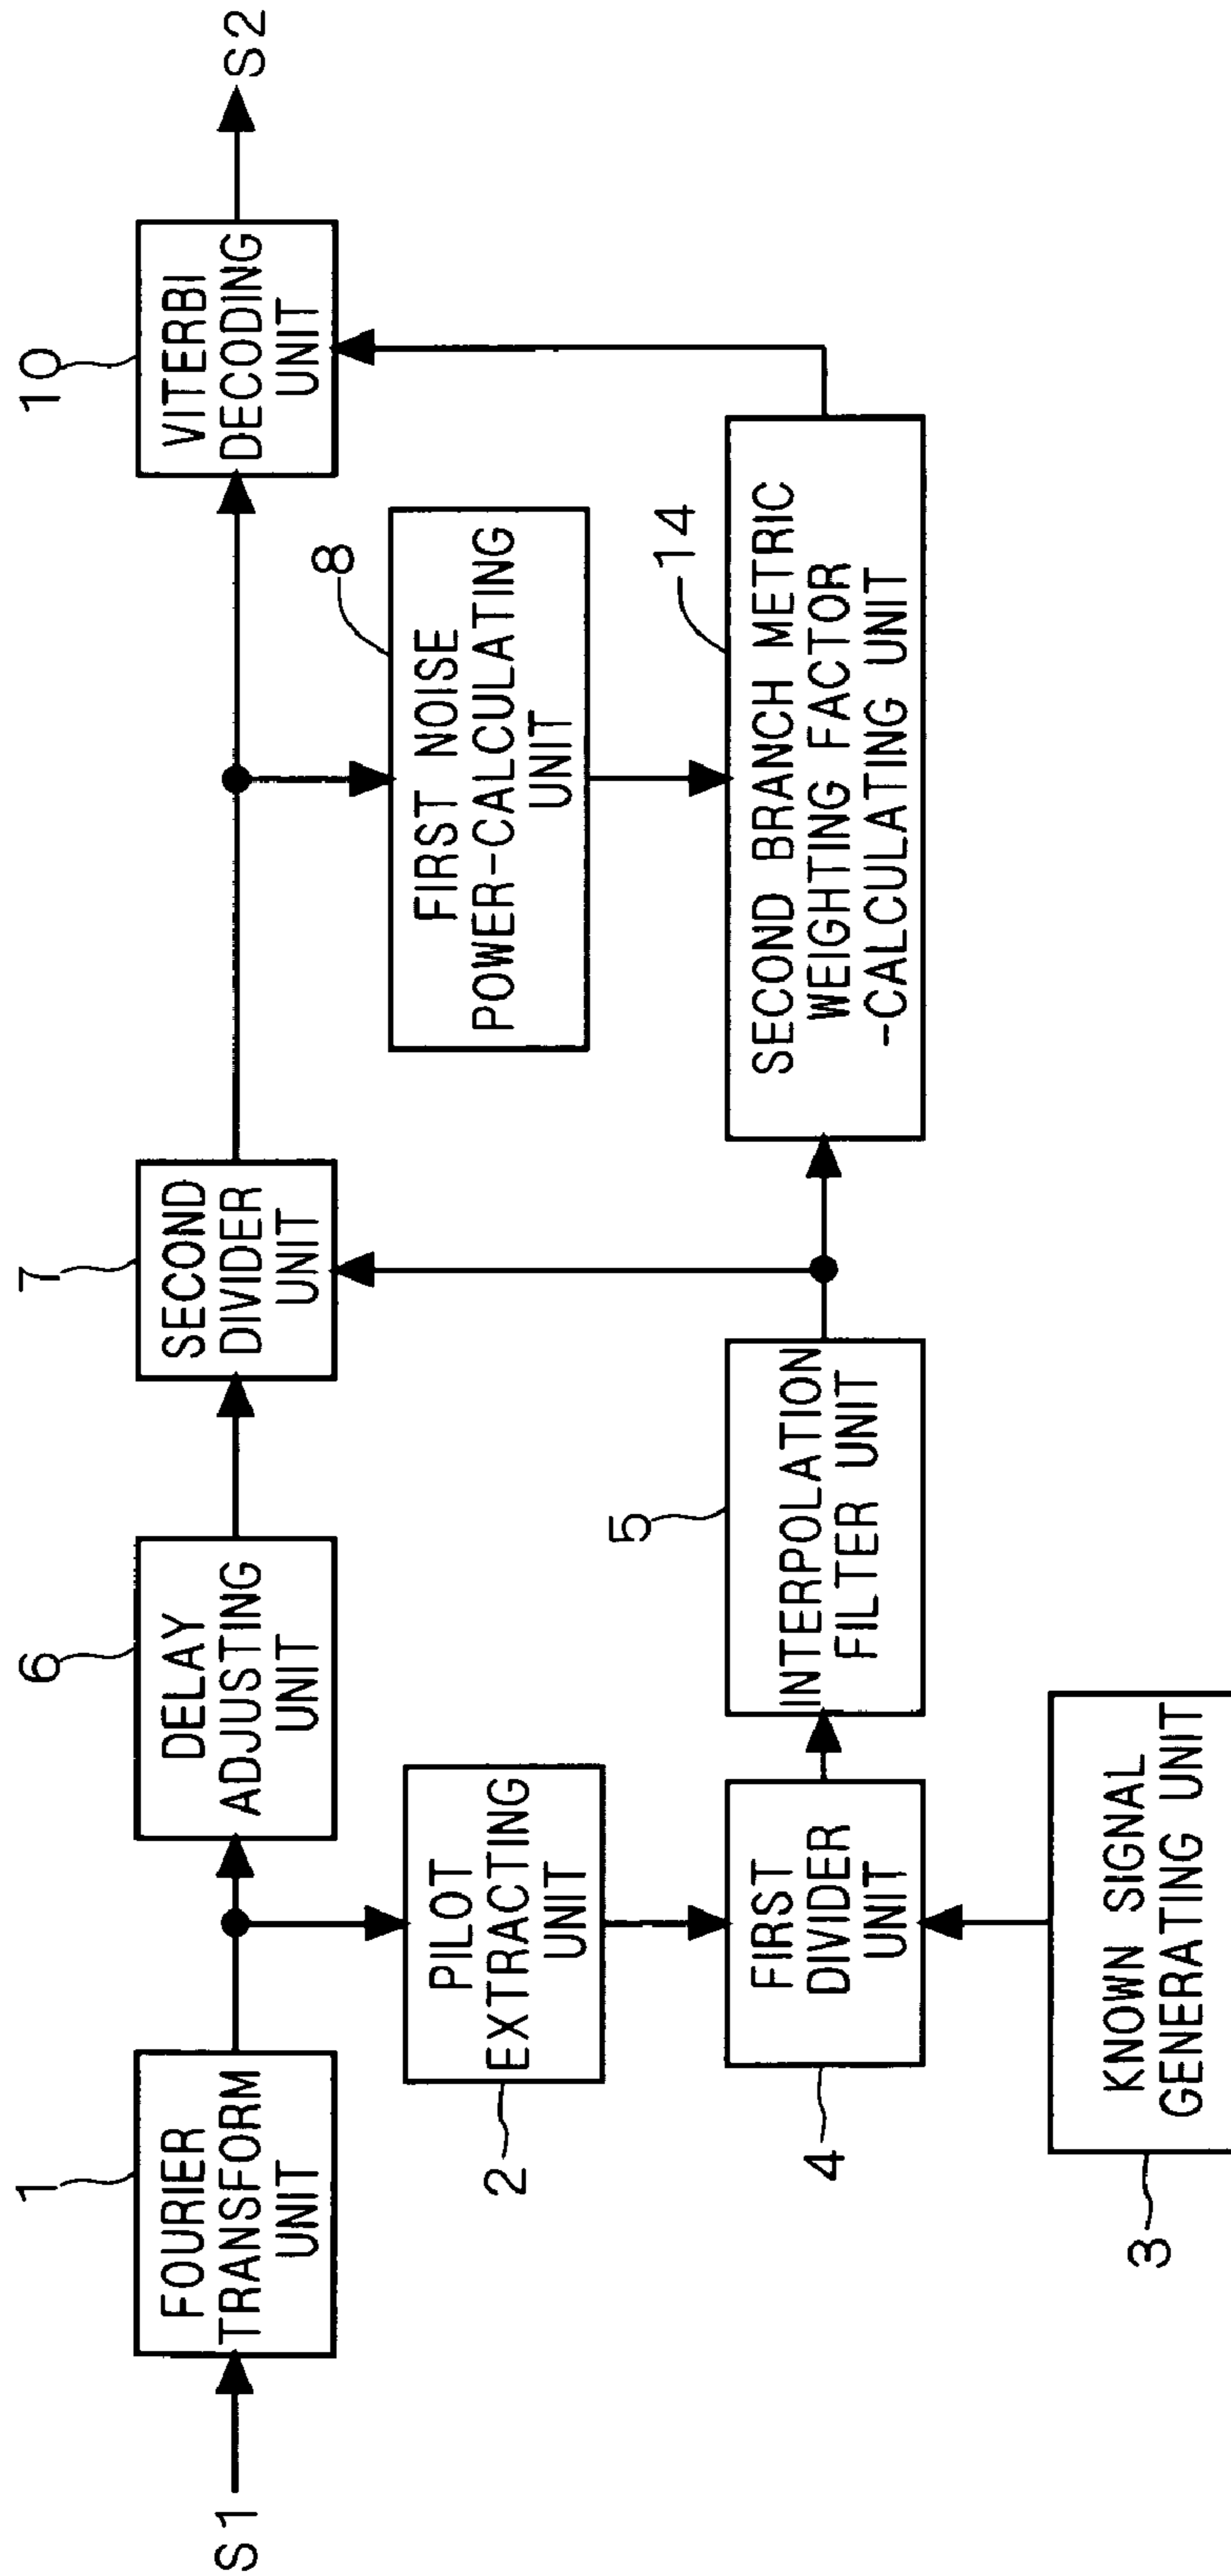 S1
1
FOURIER
TRANSFORM
UNIT
6
DELAY
ADJUSTING
UNIT
7
SECOND
DIVIDER
UNIT
10
VITERBI
DECODING
UNIT
S2
2
PILOT
EXTRACTING
UNIT
8
FIRST NOISE
POWER-CALCULATING
UNIT
4
FIRST
DIVIDER
UNIT
5
INTERPOLATION
FILTER UNIT
14
SECOND BRANCH METRIC
WEIGHTING FACTOR
-CALCULATING UNIT
3
KNOWN SIGNAL
GENERATING UNIT